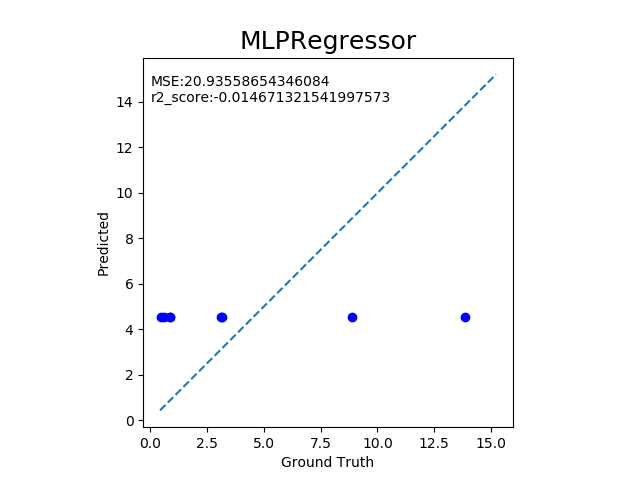 MLPRegressor
MSE:20.93558654346084
r2_score:-0.014671321541997573
14
12
10
8
6
4
2
0
Predicted
0.0 2.5 5.0 7.5 10.0 12.5 15.0
Ground Truth